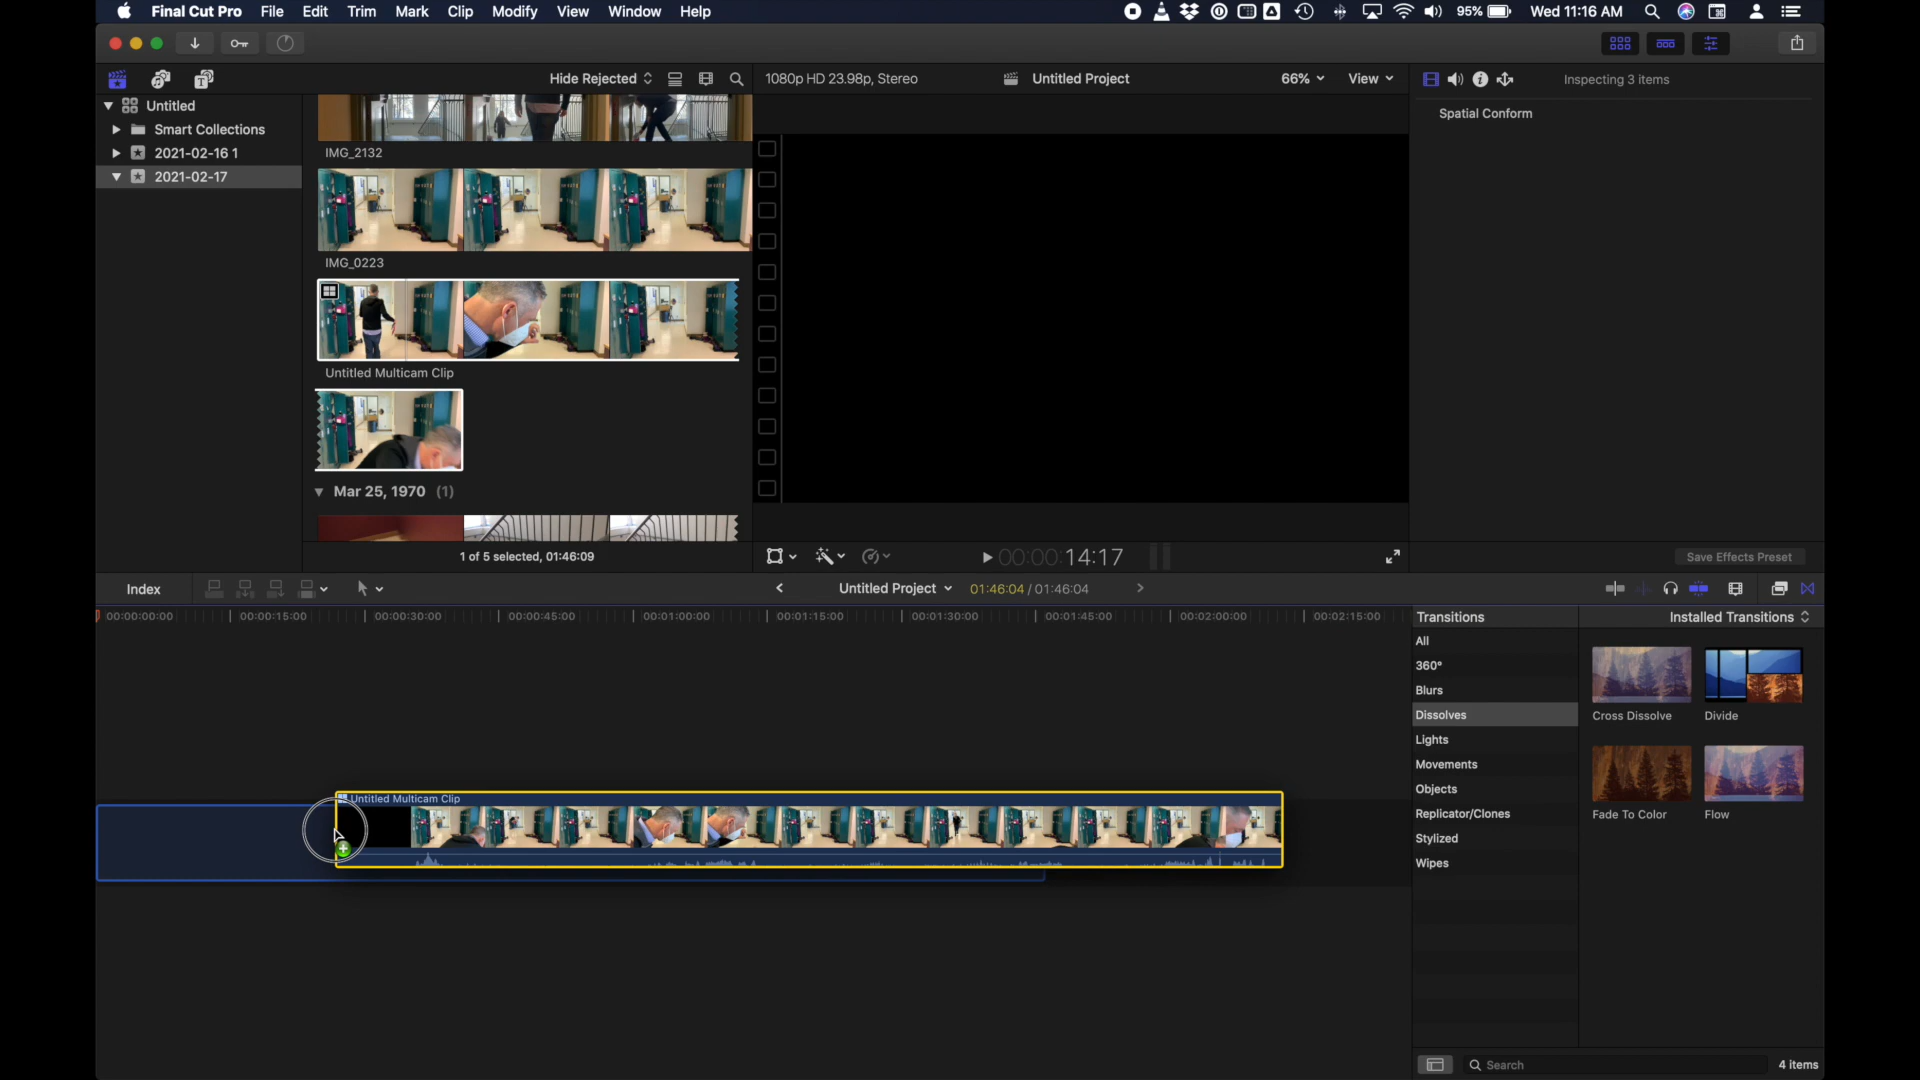 Final Cut Pro File Edit Trim Mark Clip Modify View Window Help 95% Wed 11:16 AM
Hide Rejected 1080p HD 23.98p, Stereo Untitled Project 66% View Inspecting 3 items
Untitled
Smart Collections
2021-02-16 1
2021-02-17
IMG_2132
IMG_0223
Untitled Multicam Clip
Mar 25, 1970 (1)
1 of 5 selected, 01:46:09
Spatial Conform
00:00:14:17
Save Effects Preset
Index Untitled Project 01:46:04 / 01:46:04
00:00:00:00 00:00:15:00 00:00:30:00 00:00:45:00 00:01:00:00 00:01:15:00 00:01:30:00 00:01:45:00 00:02:00:00 00:02:15:00
Untitled Multicam Clip
Transitions Installed Transitions
All
360°
Blurs
Dissolves
Lights
Movements
Objects
Replicator/Clones
Stylized
Wipes
Cross Dissolve Divide
Fade To Color Flow
Search 4 items